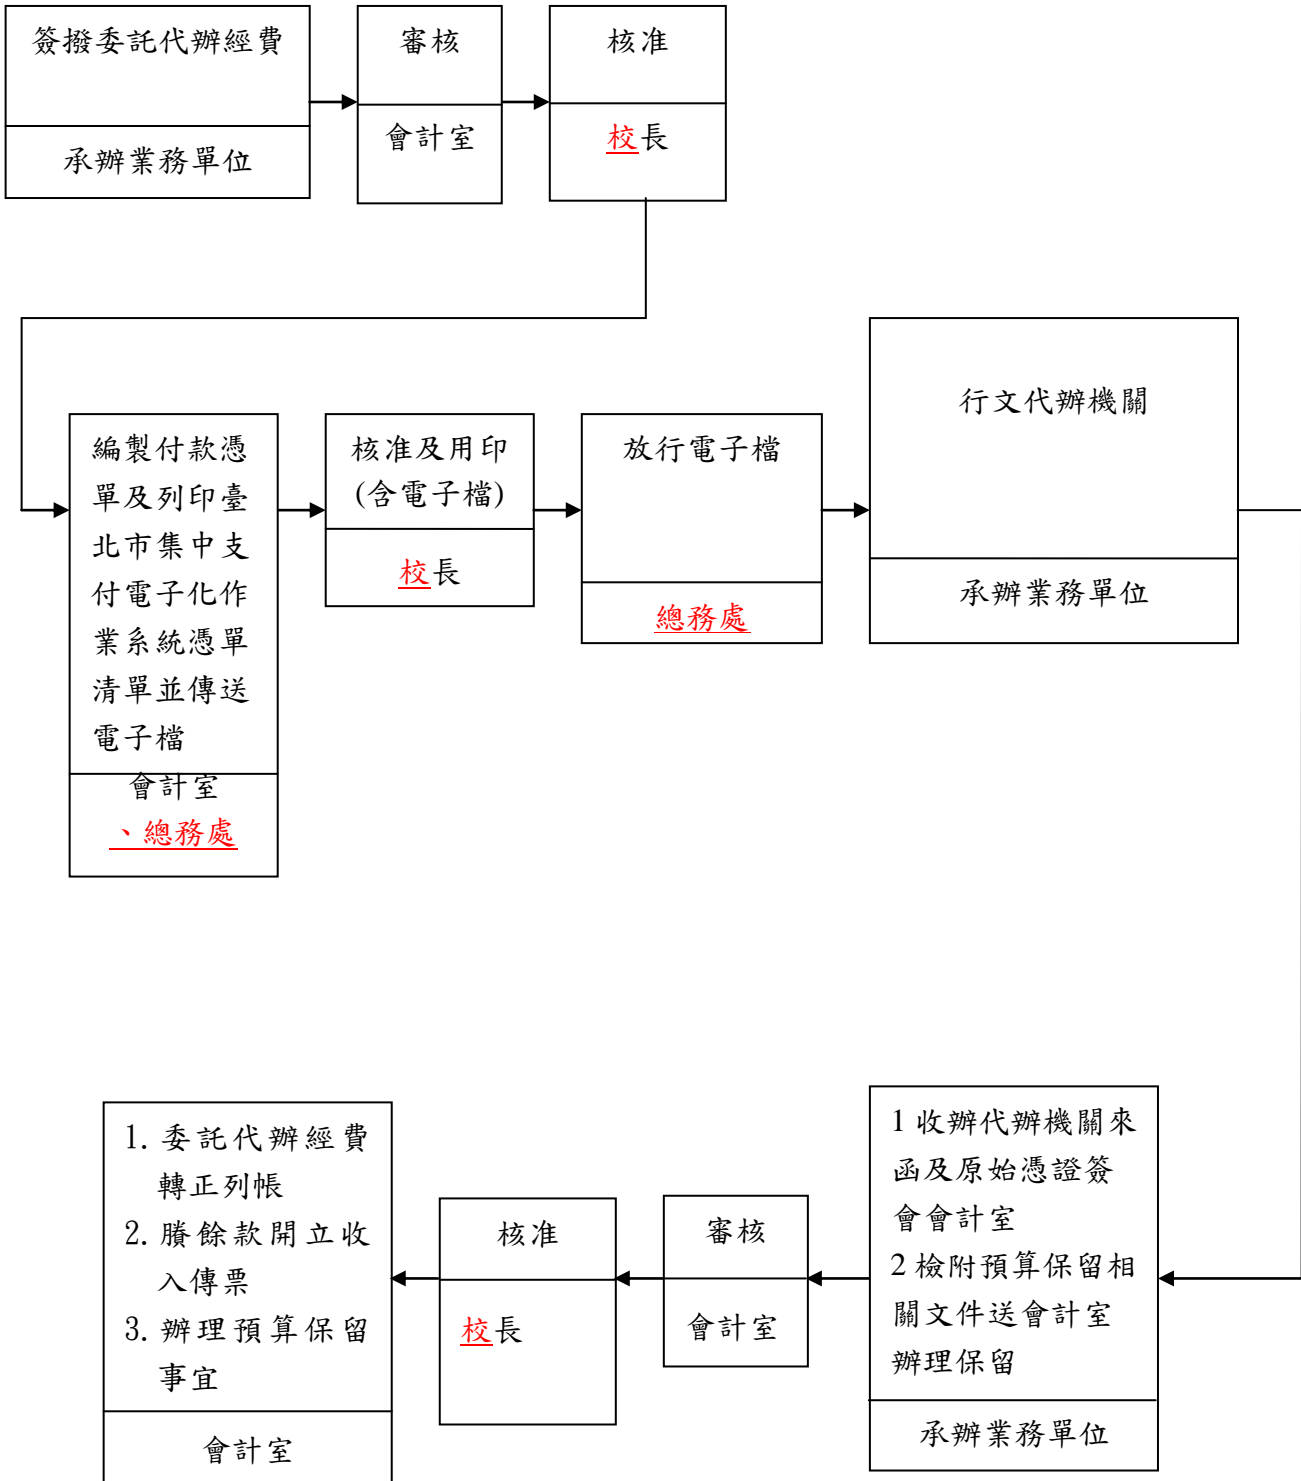 簽撥委託代辦經費
承辦業務單位
審核
會計室
核准
校長
編製付款憑
單及列印臺
北市集中支
付電子化作
業系統憑單
清單並傳送
電子檔
會計室
、總務處
核准及用印
(含電子檔)
校長
放行電子檔
總務處
行文代辦機關
承辦業務單位
1 收辦代辦機關來
函及原始憑證簽
會會計室
2 檢附預算保留相
關文件送會計室
辦理保留
承辦業務單位
審核
會計室
核准
校長
1. 委託代辦經費
轉正列帳
2. 賸餘款開立收
入傳票
3. 辦理預算保留
事宜
會計室